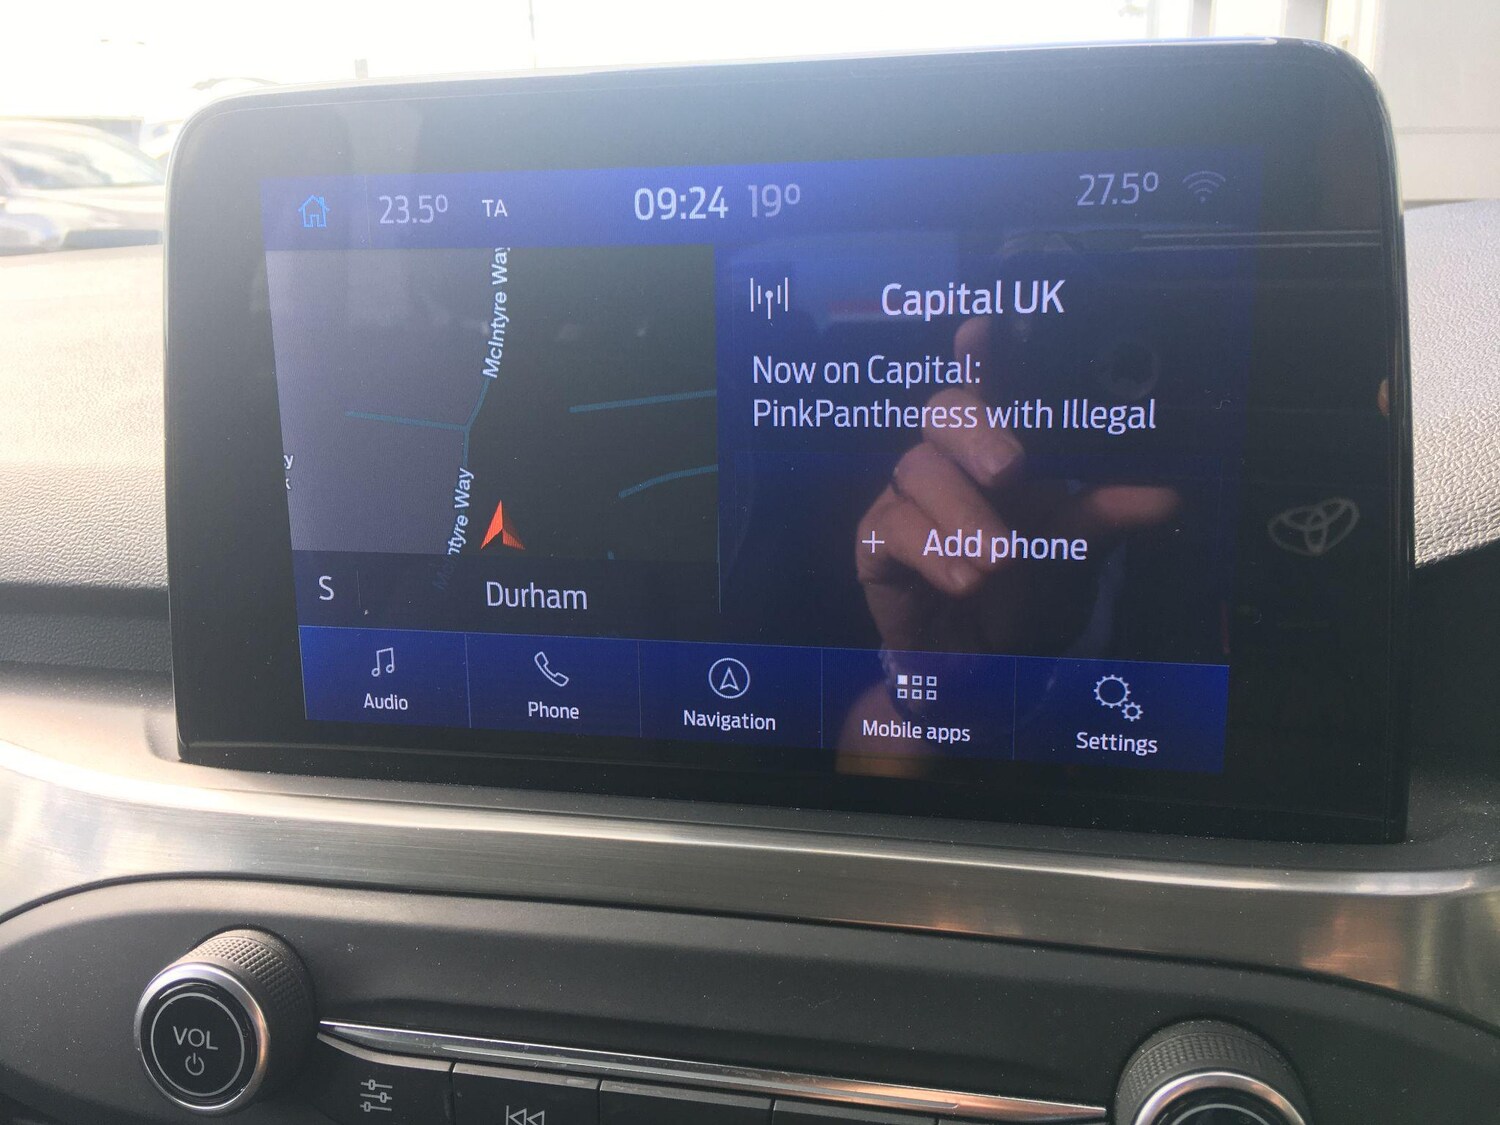 23.5° TA 09:24 19° 27.5°
McIntyre Way
Capital UK
Now on Capital:
PinkPantheress with Illegal
y
ntyre Way
+ Add phone
S Durham
Audio Phone Navigation Mobile apps Settings
VOL